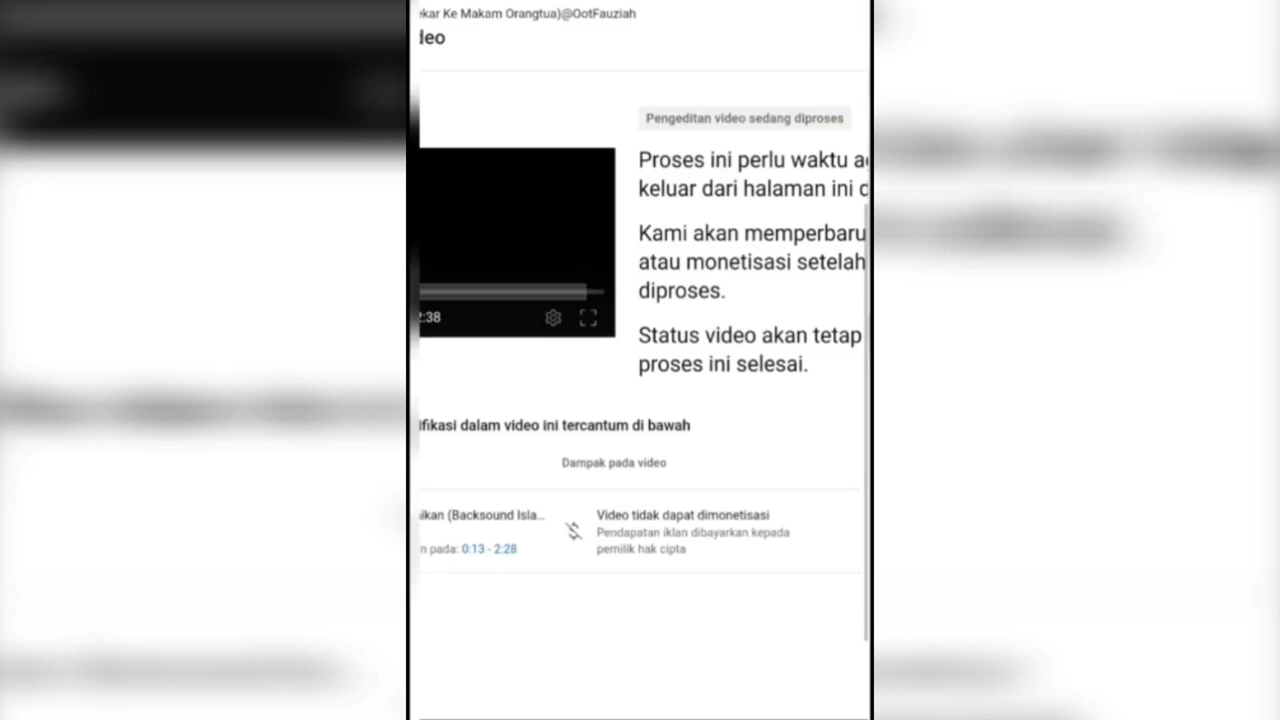 kar Ke Makam Orangtua)@OotFauziah
deo
Pengeditan video sedang diproses
Proses ini perlu waktu
keluar dari halaman ini
Kami akan memperbaru
atau monetisasi setelah
diproses.
Status video akan tetap
proses ini selesai.
ifikasi dalam video ini tercantum di bawah
Dampak pada video
ikan (Backsound Isla...
Video tidak dapat dimonetisasi
Pendapatan iklan dibayarkan kepada
pemilik hak cipta
n pada: 0:13 - 2:28
2:38